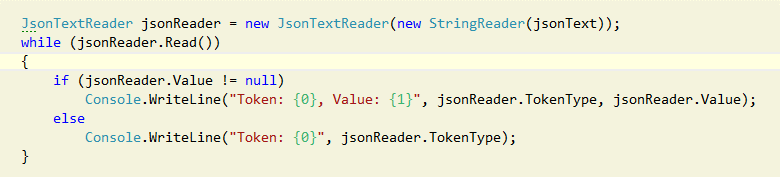 JsonTextReader jsonReader = new JsonTextReader(new StringReader(jsonText));
while (jsonReader.Read())
{
    if (jsonReader.Value != null)
        Console.WriteLine("Token: {0}, Value: {1}", jsonReader.TokenType, jsonReader.Value);
    else
        Console.WriteLine("Token: {0}", jsonReader.TokenType);
}